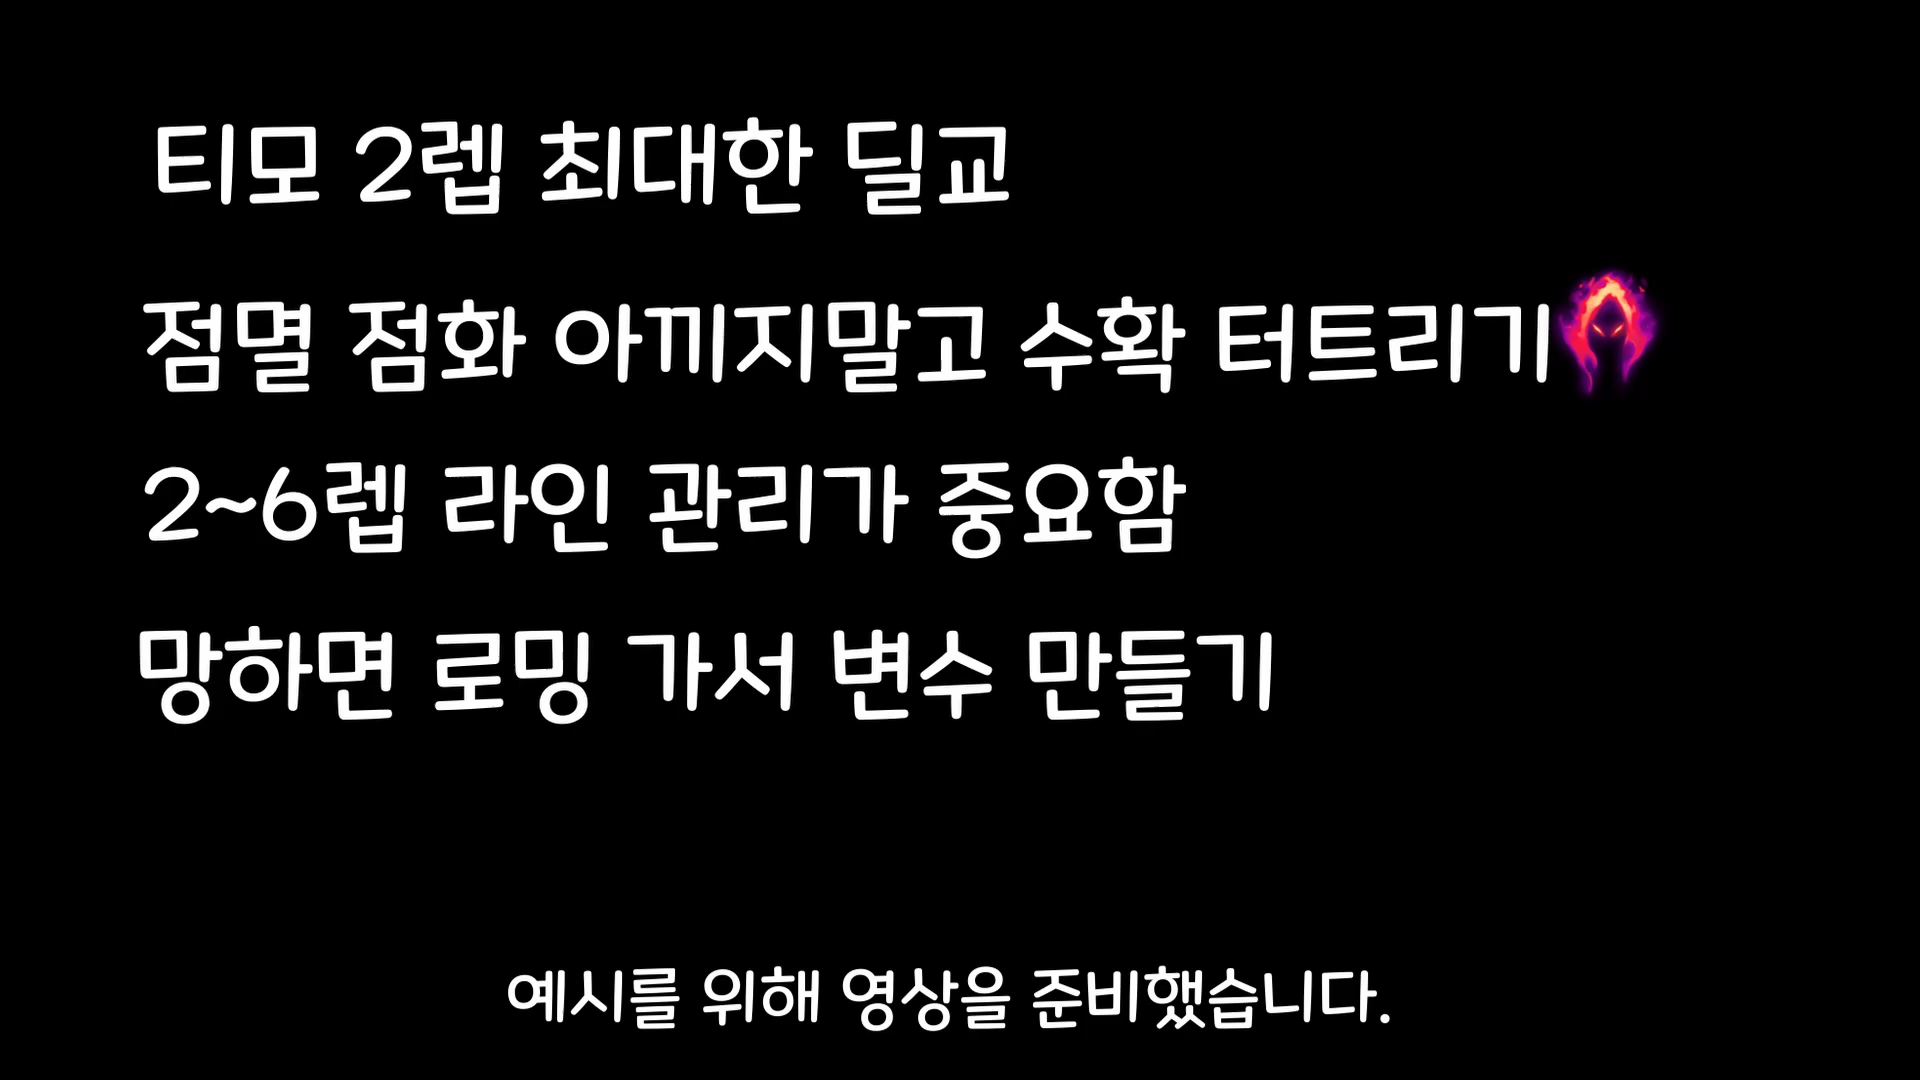 티모 2렙 최대한 딜교
점멸 점화 아끼지말고 수확 터트리기
2~6렙 라인 관리가 중요함
망하면 로밍 가서 변수 만들기
예시를 위해 영상을 준비했습니다.